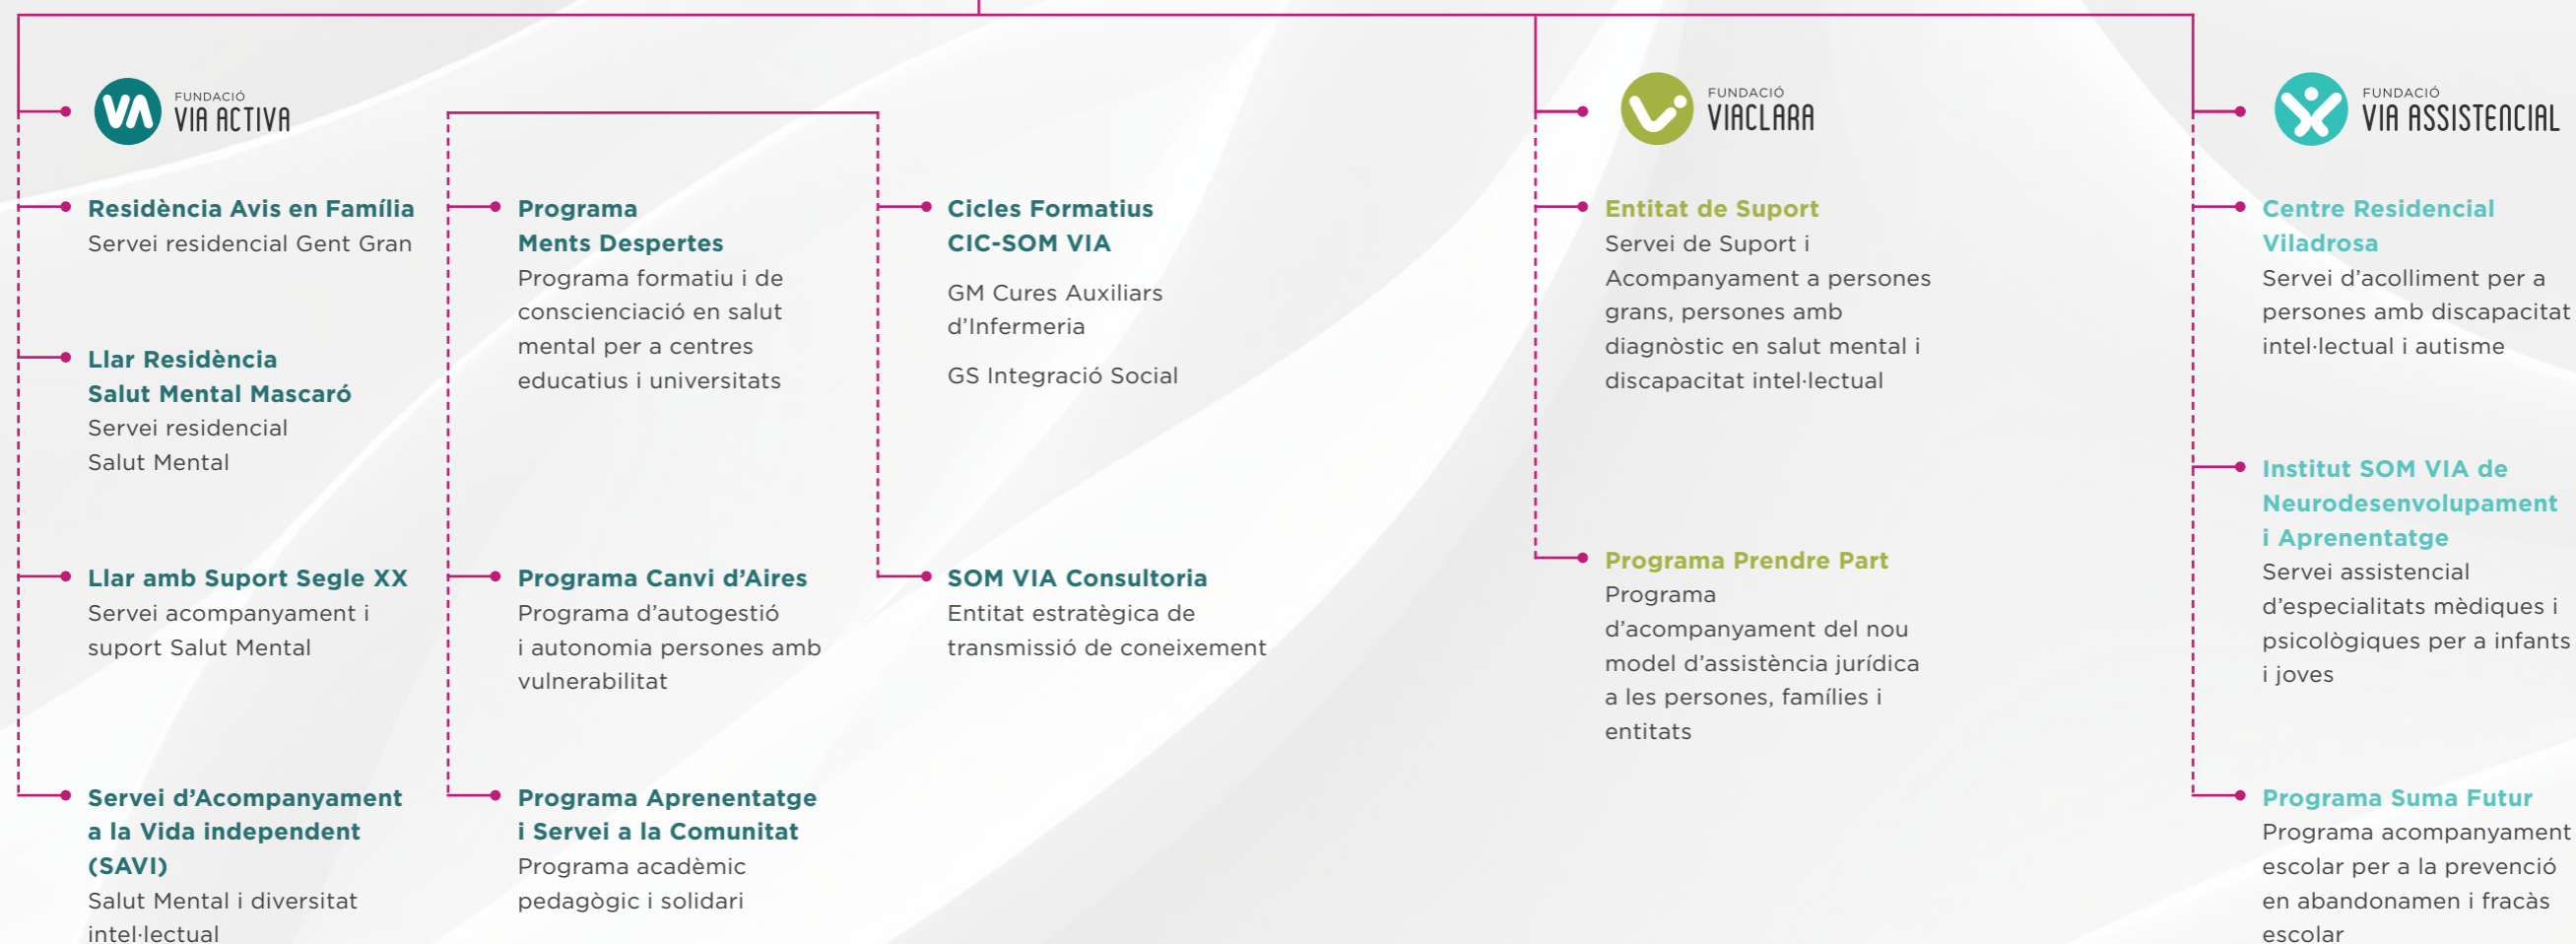 FUNDACIÓ
VIA ACTIVA
Residència Avis en Família
Servei residencial Gent Gran
Llar Residència
Salut Mental Mascaró
Servei residencial
Salut Mental
Llar amb Suport Segle XX
Servei acompanyament i
suport Salut Mental
Servei d’Acompanyament
a la Vida independent
(SAVI)
Salut Mental i diversitat
intel·lectual
Programa
Ments Despertes
Programa formatiu i de
conscienciació en salut
mental per a centres
educatius i universitats
Programa Canvi d’Aires
Programa d’autogestió
i autonomia persones amb
vulnerabilitat
Programa Aprenentatge
i Servei a la Comunitat
Programa acadèmic
pedagògic i solidari
Cicles Formatius
CIC-SOM VIA
GM Cures Auxiliars
d’Infermeria
GS Integració Social
SOM VIA Consultoria
Entitat estratègica de
transmissió de coneixement
FUNDACIÓ
VIACLARA
Entitat de Suport
Servei de Suport i
Acompanyament a persones
grans, persones amb
diagnòstic en salut mental i
discapacitat intel·lectual
Programa Prendre Part
Programa
d’acompanyament del nou
model d’assistència jurídica
a les persones, famílies i
entitats
FUNDACIÓ
VIA ASSISTENCIAL
Centre Residencial
Viladrosa
Servei d’acolliment per a
persones amb discapacitat
intel·lectual i autisme
Institut SOM VIA de
Neurodesenvolupament
i Aprenentatge
Servei assistencial
d’especialitats mèdiques i
psicològiques per a infants
i joves
Programa Suma Futur
Programa acompanyament
escolar per a la prevenció
en abandonamen i fracàs
escolar